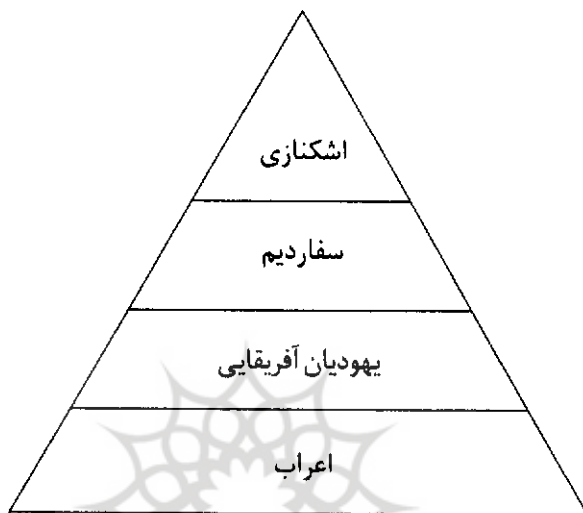 اشکنازی
سفاردیم
یهودیان آفریقایی
اعراب